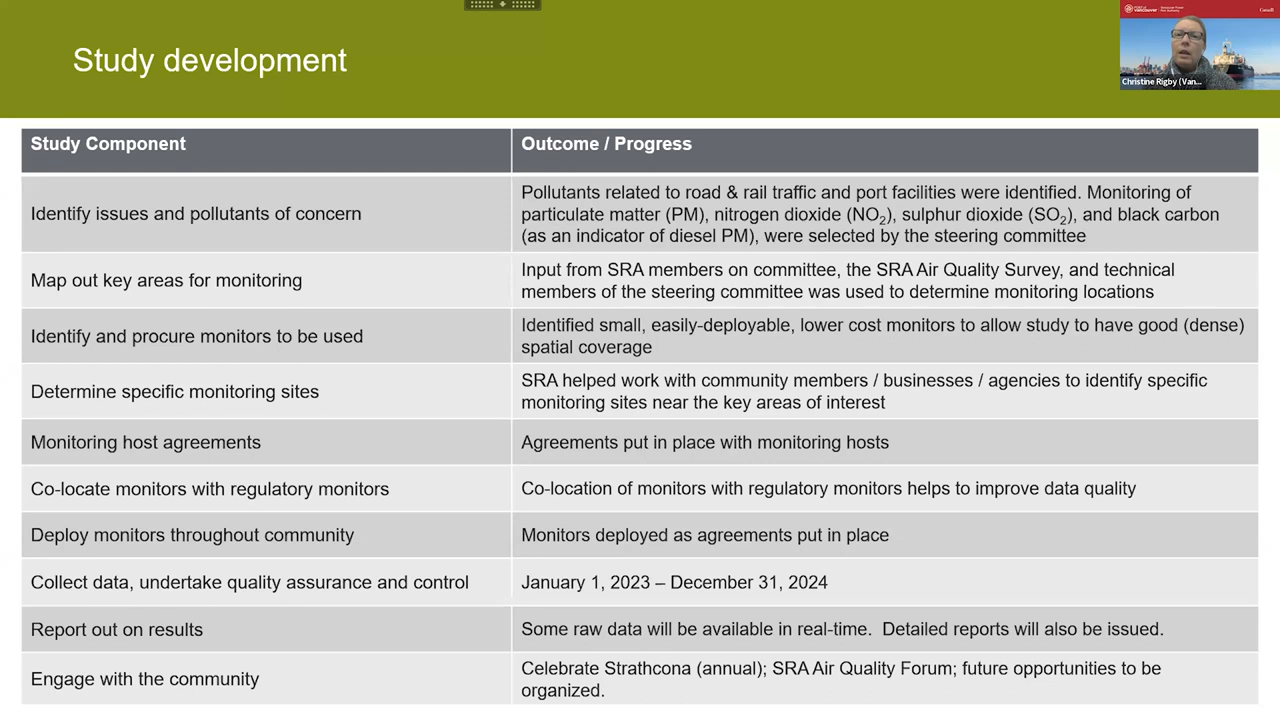 Study development
Christine Rigby (Van...
Study Component
Outcome / Progress
Identify issues and pollutants of concern
Pollutants related to road & rail traffic and port facilities were identified. Monitoring of
particulate matter (PM), nitrogen dioxide (NO₂), sulphur dioxide (SO₂), and black carbon
(as an indicator of diesel PM), were selected by the steering committee
Map out key areas for monitoring
Input from SRA members on committee, the SRA Air Quality Survey, and technical
members of the steering committee was used to determine monitoring locations
Identify and procure monitors to be used
Identified small, easily-deployable, lower cost monitors to allow study to have good (dense)
spatial coverage
Determine specific monitoring sites
SRA helped work with community members / businesses / agencies to identify specific
monitoring sites near the key areas of interest
Monitoring host agreements
Agreements put in place with monitoring hosts
Co-locate monitors with regulatory monitors
Co-location of monitors with regulatory monitors helps to improve data quality
Deploy monitors throughout community
Monitors deployed as agreements put in place
Collect data, undertake quality assurance and control
January 1, 2023 – December 31, 2024
Report out on results
Some raw data will be available in real-time.  Detailed reports will also be issued.
Engage with the community
Celebrate Strathcona (annual); SRA Air Quality Forum; future opportunities to be
organized.